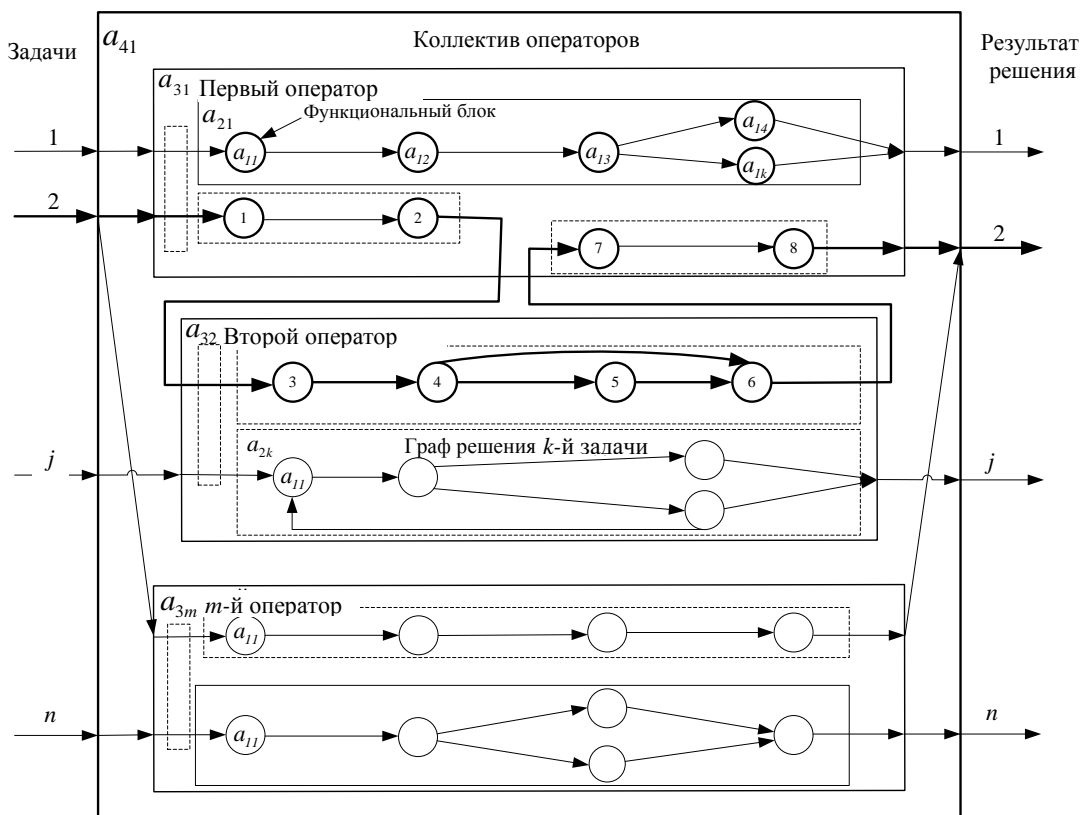 Задачи
a41
Коллектив операторов
Результат
решения
a31 Первый оператор
a21
Функциональный блок
1
a11
a12
a13
a14
a1k
1
2
1
2
7
8
2
a32 Второй оператор
3
4
5
6
a2k
Граф решения k-й задачи
j
a11
j
a3m m-й оператор
a11
n
a11
n